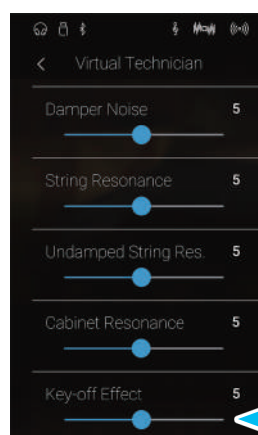 Virtual Technician
Damper Noise 5
String Resonance 5
Undamped String Res. 5
Cabinet Resonance 5
Key-off Effect 5